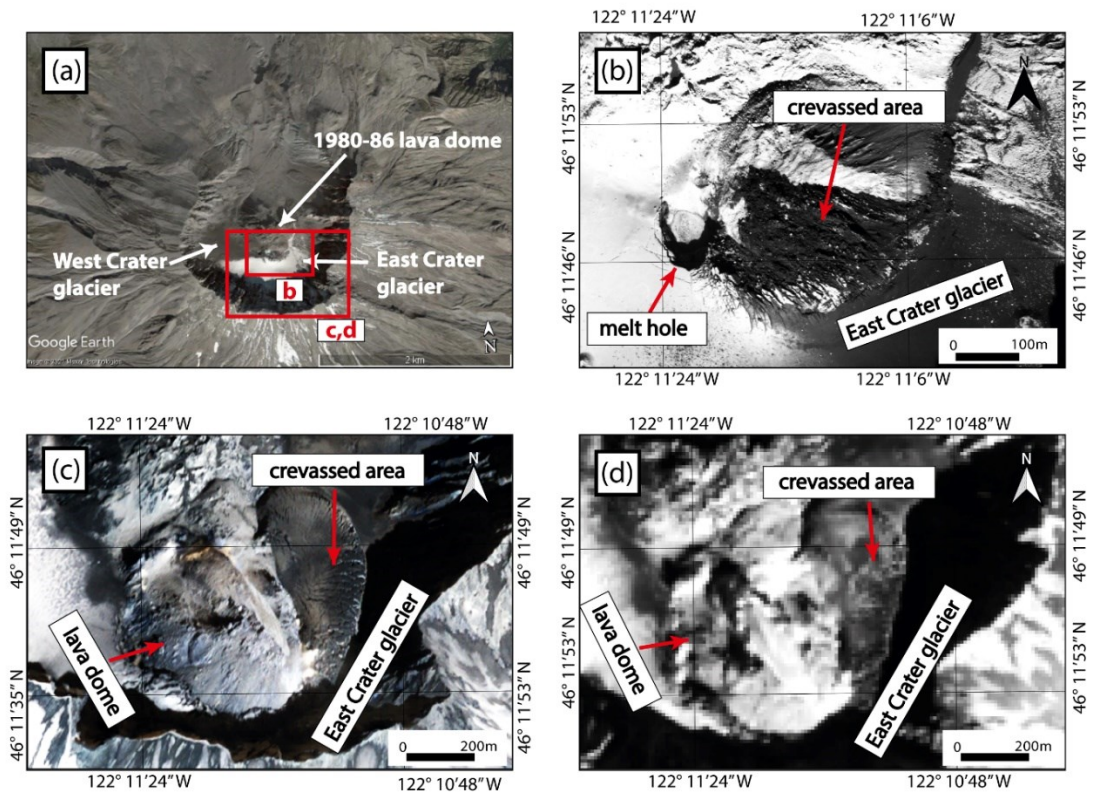 (a)
1980-86 lava dome
West Crater
glacier
East Crater
glacier
b
c,d
Google Earth
N
2 km
122° 11’24”W
122° 11’6”W
(b)
crevassed area
46° 11’53”N
46° 11’53”N
46° 11’46”N
46° 11’46”N
melt hole
East Crater glacier
0
100m
122° 11’24”W
122° 11’6”W
122° 11’24”W
122° 10’48”W
(c)
crevassed area
N
46° 11’49”N
46° 11’49”N
lava dome
East Crater glacier
46° 11’35”N
46° 11’53”N
0
200m
122° 11’24”W
122° 10’48”W
122° 11’24”W
122° 10’48”W
(d)
crevassed area
N
46° 11’49”N
46° 11’49”N
lava dome
East Crater glacier
46° 11’53”N
46° 11’53”N
0
200m
122° 11’24”W
122° 10’48”W